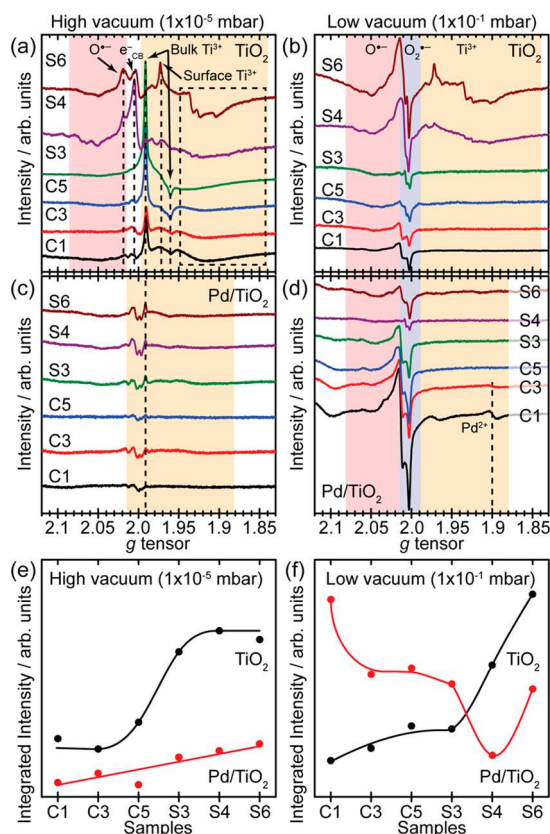 High vacuum (1x10⁻⁵ mbar)
Low vacuum (1x10⁻¹ mbar)
(a)
O•−
e⁻CB
Bulk Ti³⁺
Surface Ti³⁺
TiO₂
S6
S4
S3
C5
C3
C1
Intensity / arb. units
(b)
O•−
O₂•−
Ti³⁺
TiO₂
S6
S4
S3
C5
C3
C1
Intensity / arb. units
(c)
Pd/TiO₂
S6
S4
S3
C5
C3
C1
Intensity / arb. units
2.1 2.05 2.0 1.95 1.9 1.85
g tensor
(d)
S6
S4
S3
C5
C3
C1
Pd²⁺
Pd/TiO₂
Intensity / arb. units
2.1 2.05 2.0 1.95 1.9 1.85
g tensor
(e)
High vacuum (1x10⁻⁵ mbar)
TiO₂
Pd/TiO₂
Integrated Intensity / arb. units
C1 C3 C5 S3 S4 S6
Samples
(f)
Low vacuum (1x10⁻¹ mbar)
TiO₂
Pd/TiO₂
Integrated Intensity / arb. units
C1 C3 C5 S3 S4 S6
Samples